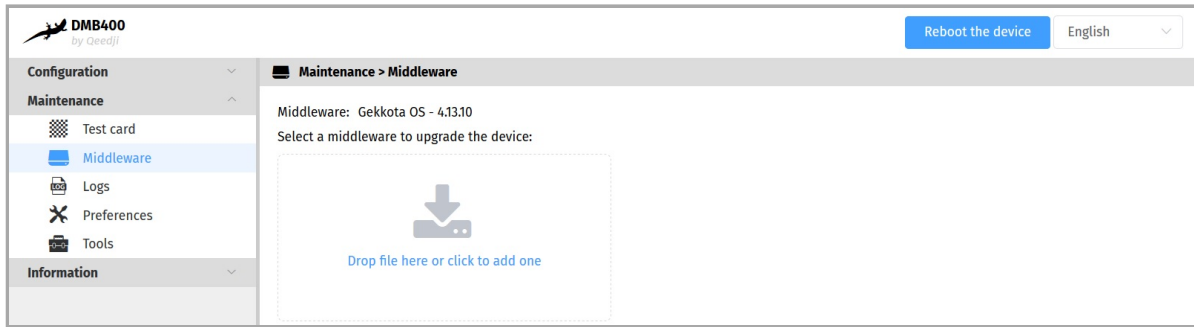 DMB400
by Qeedji
Reboot the device
English
Configuration
Maintenance
Test card
Middleware
LOG
Logs
Preferences
Tools
Information
Maintenance > Middleware
Middleware: Gekkota OS - 4.13.10
Select a middleware to upgrade the device:
Drop file here or click to add one